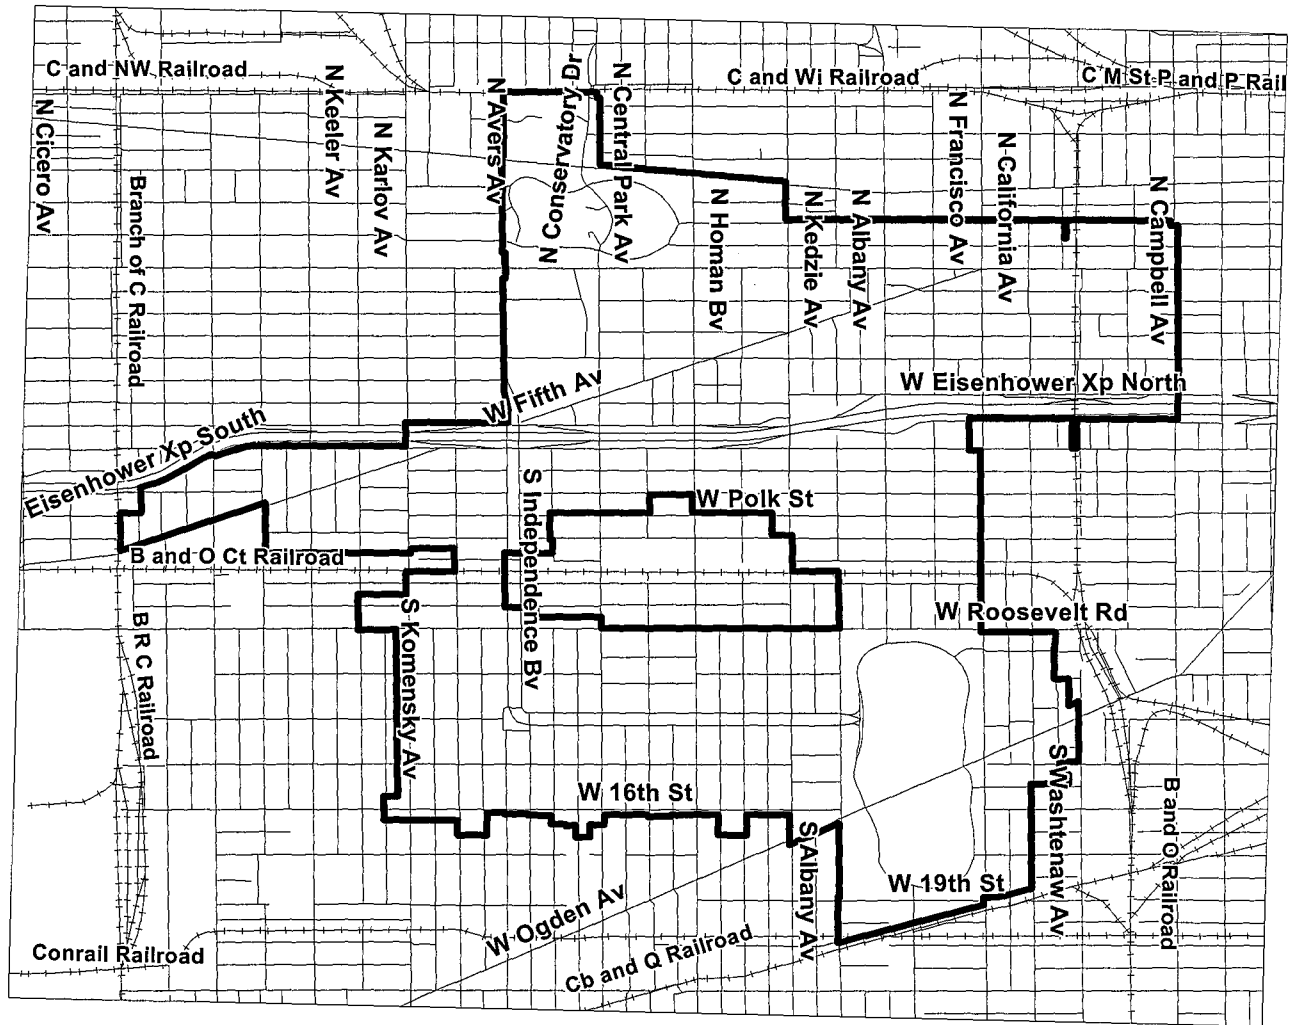 C and NW Railroad
C and Wi Railroad
C M St P and P Rail
N Cicero Av
N Keeler Av
N Karlov Av
N Avers Av
N Conservatory Dr
N Central Park Av
N Homan Bv
N Kedzie Av
N Albany Av
N Francisco Av
N California Av
N Campbell Av
Branch of C Railroad
W Eisenhower Xp North
W Fifth Av
Eisenhower Xp South
S Independence Bv
W Polk St
B and O Ct Railroad
S Komensky Av
W Roosevelt Rd
B R C Railroad
W 16th St
S Washtenaw Av
B and O Railroad
S Albany Av
W 19th St
W Ogden Av
Cb and Q Railroad
Conrail Railroad